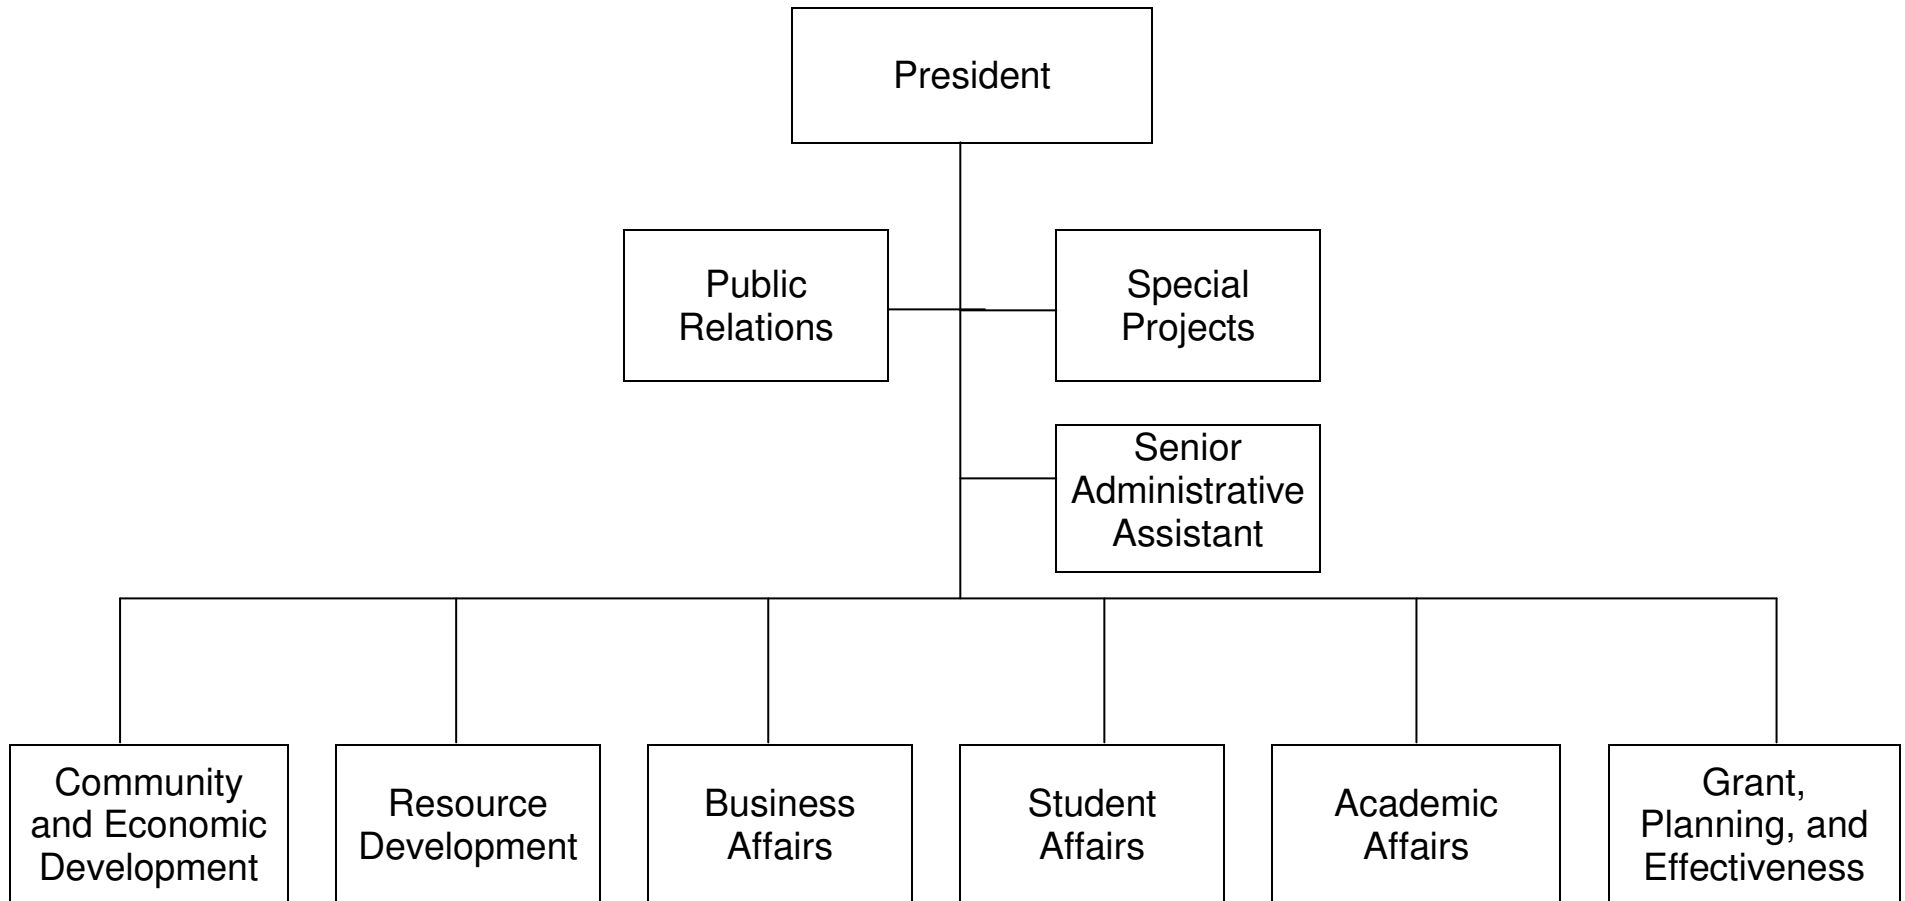 President
Public
Relations
Special
Projects
Senior
Administrative
Assistant
Community
and Economic
Development
Resource
Development
Business
Affairs
Student
Affairs
Academic
Affairs
Grant,
Planning, and
Effectiveness